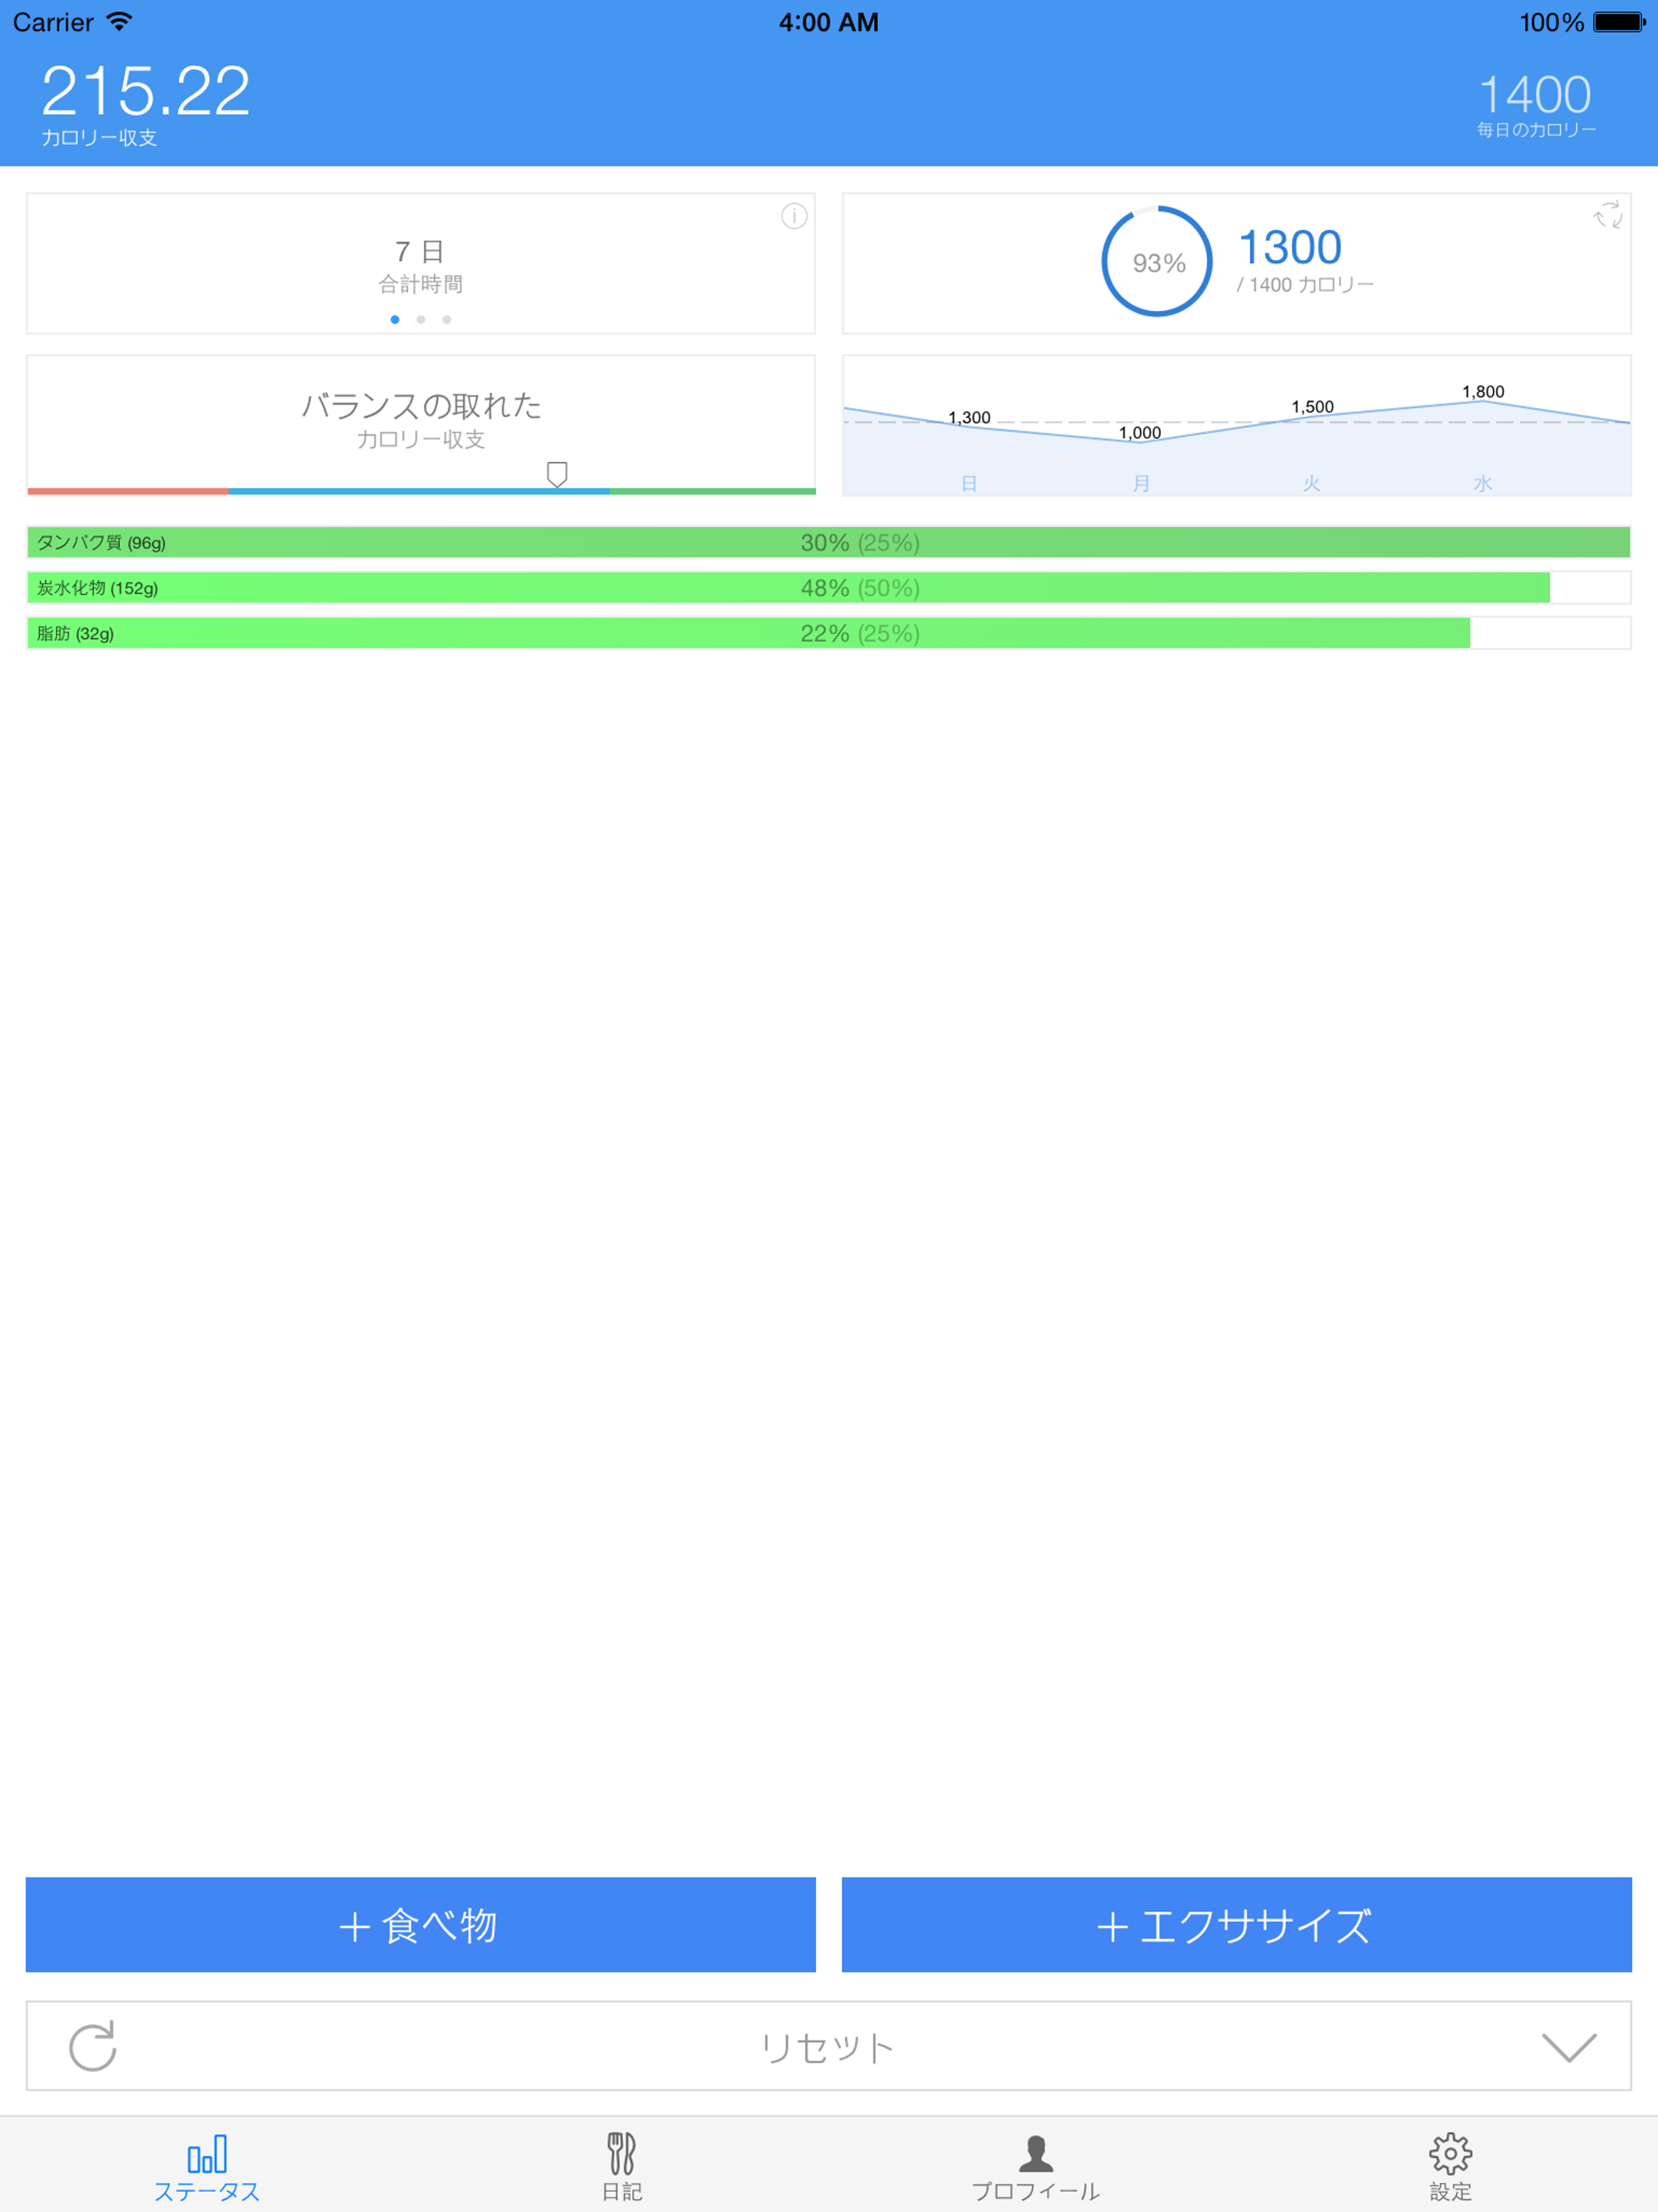 Carrier 4:00 AM 100%
215.22
カロリー収支
1400
毎日のカロリー
7 日
合計時間
93%
1300
/ 1400 カロリー
バランスの取れた
カロリー収支
1,300
1,000
1,500
1,800
日 月 火 水
タンパク質 (96g) 30% (25%)
炭水化物 (152g) 48% (50%)
脂肪 (32g) 22% (25%)
＋食べ物
＋エクササイズ
リセット
ステータス 日記 プロフィール 設定